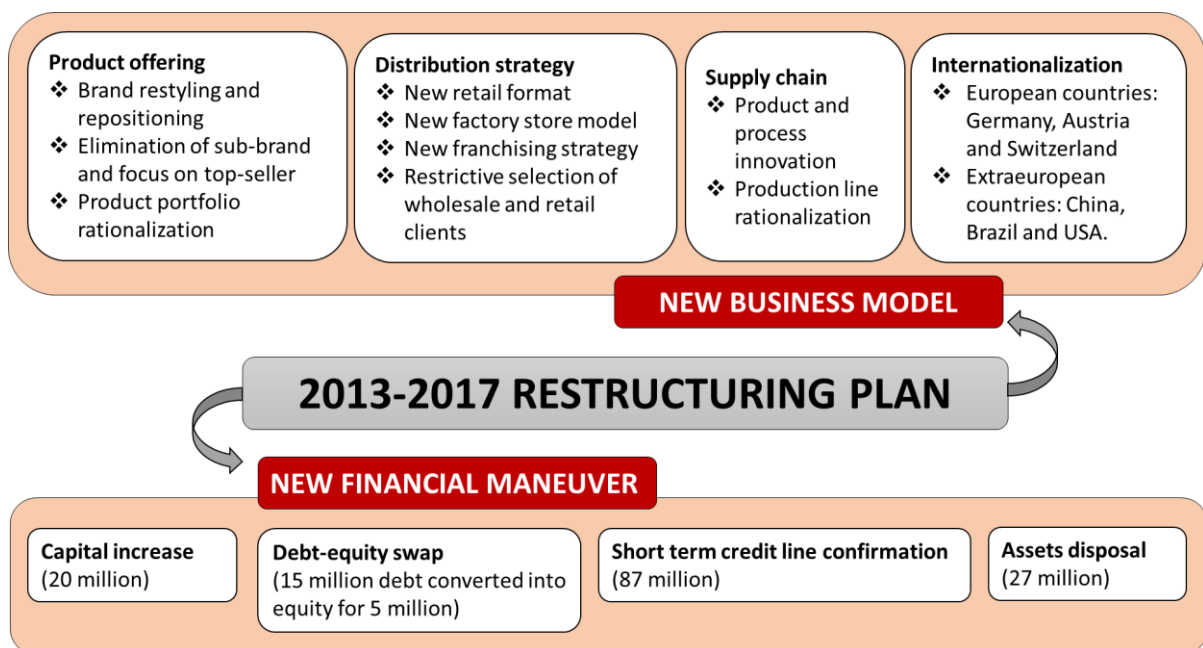 Product offering
❖ Brand restyling and
repositioning
❖ Elimination of sub-brand
and focus on top-seller
❖ Product portfolio
rationalization
Distribution strategy
❖ New retail format
❖ New factory store model
❖ New franchising strategy
❖ Restrictive selection of
wholesale and retail
clients
Supply chain
❖ Product and
process
innovation
❖ Production line
rationalization
Internationalization
❖ European countries:
Germany, Austria
and Switzerland
❖ Extraeuropean
countries: China,
Brazil and USA.
NEW BUSINESS MODEL
2013-2017 RESTRUCTURING PLAN
NEW FINANCIAL MANEUVER
Capital increase
(20 million)
Debt-equity swap
(15 million debt converted into
equity for 5 million)
Short term credit line confirmation
(87 million)
Assets disposal
(27 million)